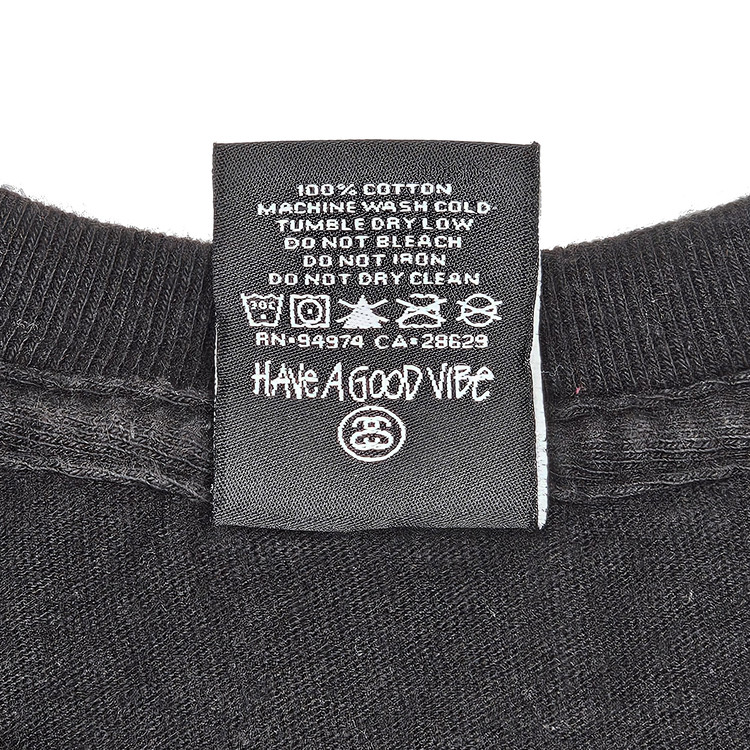 100% COTTON
MACHINE WASH COLD-
TUMBLE DRY LOW
DO NOT BLEACH
DO NOT IRON
DO NOT DRY CLEAN
30C
RN•94974 CA•28629
HAVE A GOOD VIBE